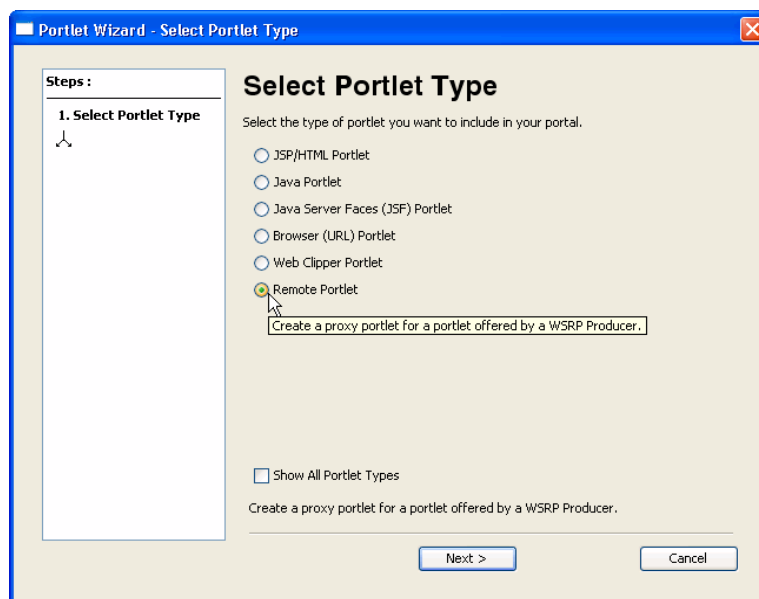 Portlet Wizard - Select Portlet Type
Steps :
1. Select Portlet Type
Select Portlet Type
Select the type of portlet you want to include in your portal.
JSP/HTML Portlet
Java Portlet
Java Server Faces (JSF) Portlet
Browser (URL) Portlet
Web Clipper Portlet
Remote Portlet
Create a proxy portlet for a portlet offered by a WSRP Producer.
Show All Portlet Types
Create a proxy portlet for a portlet offered by a WSRP Producer.
Next >
Cancel